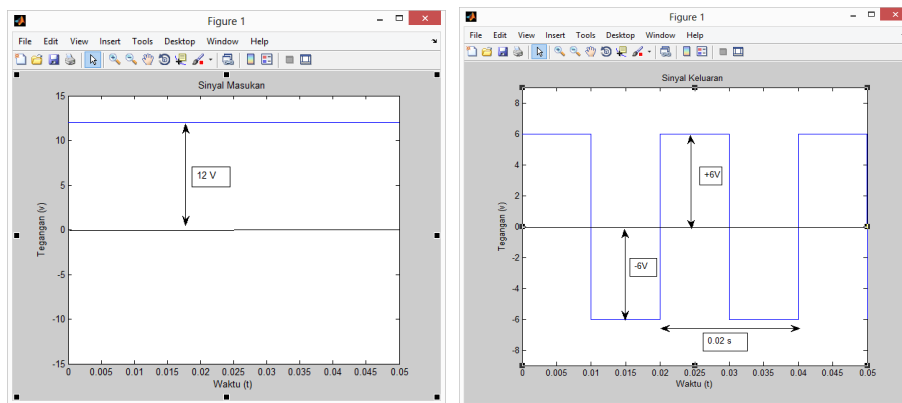 Figure 1
File Edit View Insert Tools Desktop Window Help
Sinyal Masukan
15
10
5
0
-5
-10
-15
12 V
Tegangan (v)
0 0.005 0.01 0.015 0.02 0.025 0.03 0.035 0.04 0.045 0.05
Waktu (t)
Figure 1
File Edit View Insert Tools Desktop Window Help
Sinyal Keluaran
8
6
4
2
0
-2
-4
-6
-8
+6V
-6V
0.02 s
Tegangan (v)
0 0.005 0.01 0.015 0.02 0.025 0.03 0.035 0.04 0.045 0.05
Waktu (t)